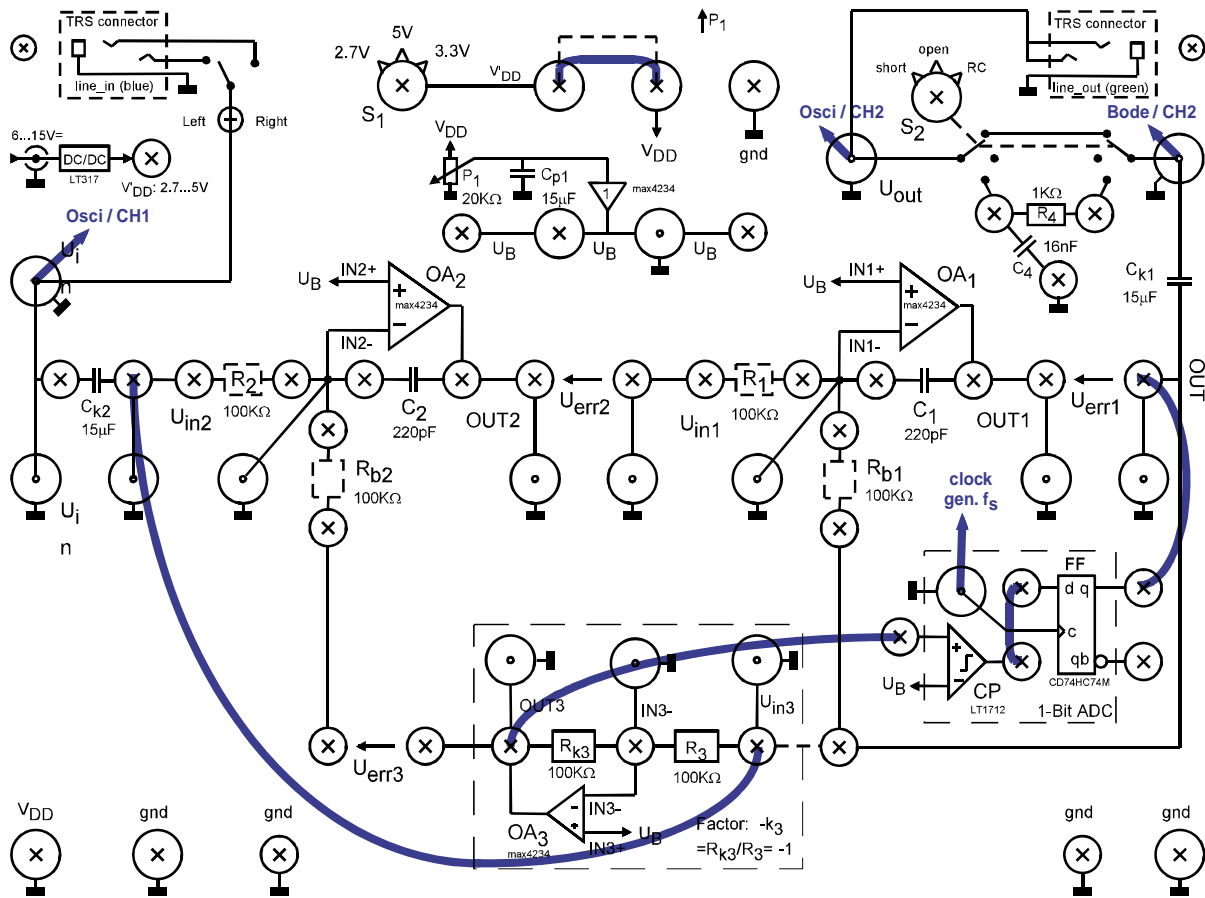 TRS connector
line_in (blue)
Left
Right
6...15V=
DC/DC
LT317
V'DD: 2.7...5V
Osci / CH1
Ui
n
2.7V
5V
3.3V
S1
V'DD
VDD
gnd
P1
VDD
P1
20KΩ
Cp1
15µF
1
max4234
UB
UB
UB
Osci / CH2
Uout
open
short
RC
S2
TRS connector
line_out (green)
Bode / CH2
1KΩ
R4
16nF
C4
Ck1
15µF
OUT
IN2+
OA2
UB
max4234
+
−
IN2-
Ck2
15µF
Uin2
R2
100KΩ
C2
220pF
OUT2
Uerr2
Uin1
R1
100KΩ
IN1+
OA1
UB
max4234
+
−
IN1-
C1
220pF
OUT1
Uerr1
Ui
n
Rb2
100KΩ
Rb1
100KΩ
clock
gen. fs
FF
d q
c
qb
CD74HC74M
+
−
UB
CP
LT1712
1-Bit ADC
OUT3
IN3-
Uin3
Uerr3
Rk3
100KΩ
R3
100KΩ
IN3-
-
+
OA3
max4234
IN3+
UB
Factor: -k3
=Rk3/R3= -1
VDD
gnd
gnd
gnd
gnd